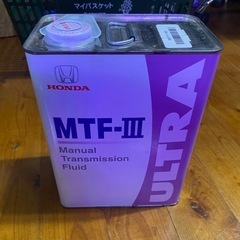 マイバスケット
HONDA
MTF-III
Manual
Transmission
Fluid
ULTRA